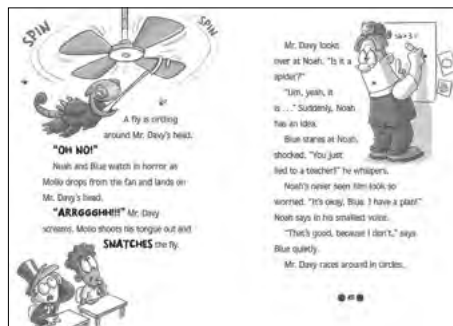 SPIN
SPIN
A fly is circling
around Mr. Davy's head.
"OH NO!"
Noah and Blue watch in horror as
Mollo drops from the fan and lands on
Mr. Davy's head.
"ARRGGGHH!!!" Mr. Davy
screams. Mollo shoots his tongue out and
SNATCHES the fly.
Mr. Davy looks
over at Noah. "Is it a
spider?"
"Um, yeah, it
is . . ." Suddenly, Noah
has an idea.
Blue stares at Noah,
shocked. "You just
lied to a teacher!" he whispers.
Noah's never seen him look so
worried. "It's okay, Blue. I have a plan!"
Noah says in his smallest voice.
"That's good, because I don't," says
Blue quietly.
Mr. Davy races around in circles.